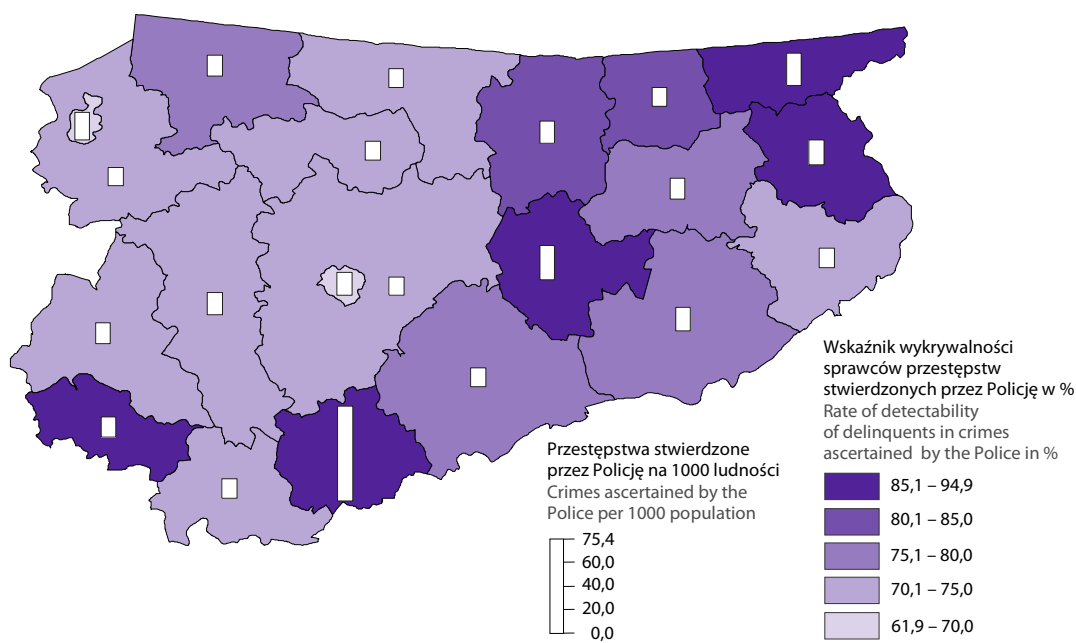 Przestępstwa stwierdzone
przez Policję na 1000 ludności
Crimes ascertained by the
Police per 1000 population
75,4
60,0
40,0
20,0
0,0
Wskaźnik wykrywalności
sprawców przestępstw
stwierdzonych przez Policję w %
Rate of detectability
of delinquents in crimes
ascertained by the Police in %
85,1 – 94,9
80,1 – 85,0
75,1 – 80,0
70,1 – 75,0
61,9 – 70,0